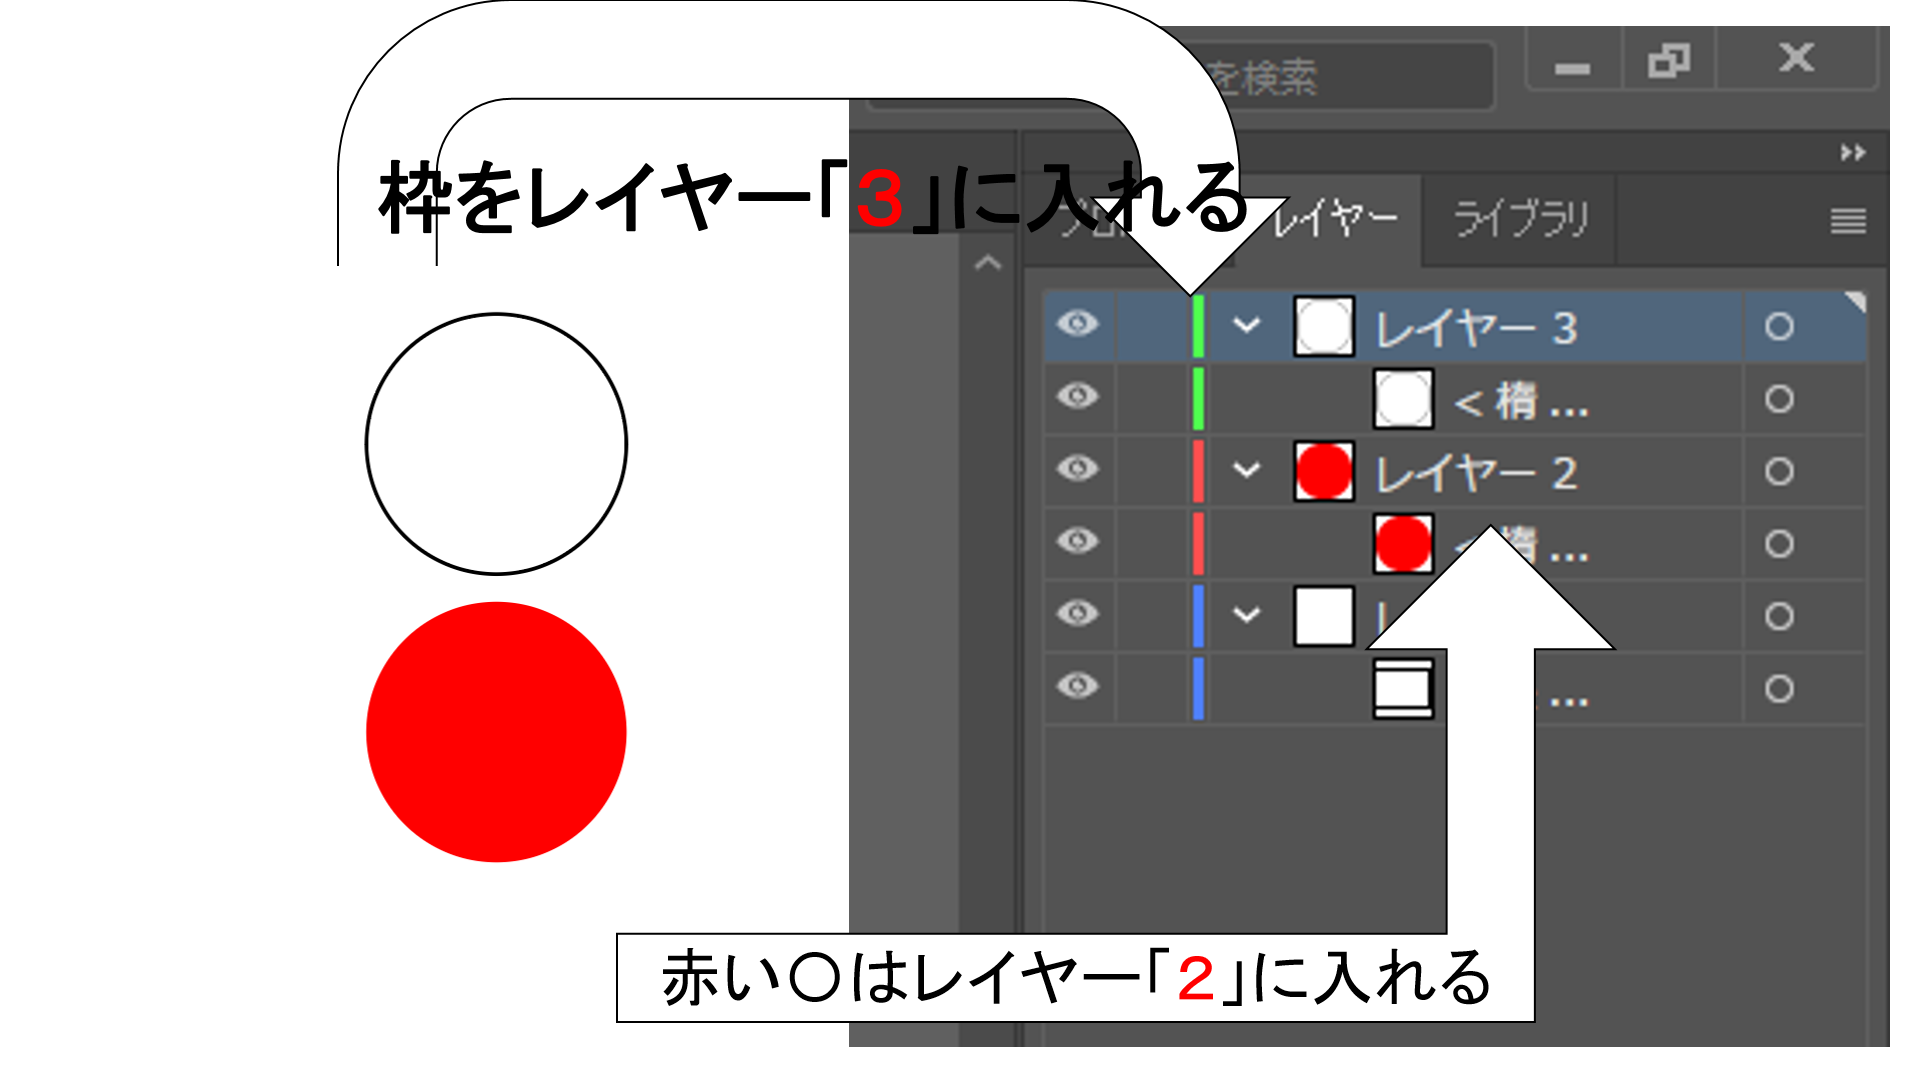 を検索
枠をレイヤー「３」に入れる
レイヤー
ライブラリ
レイヤー 3
< 楕 ...
レイヤー 2
楕 ...
...
赤い〇はレイヤー「２」に入れる